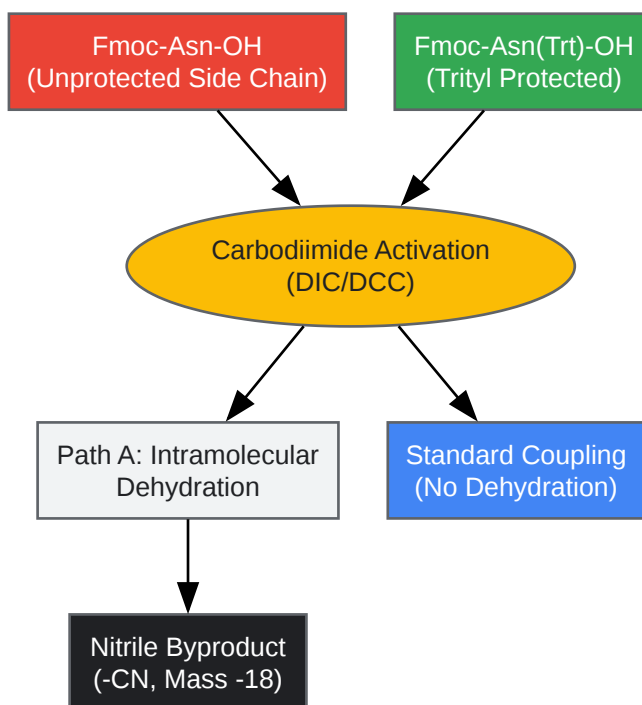 Fmoc-Asn-OH
(Unprotected Side Chain)
Fmoc-Asn(Trt)-OH
(Trityl Protected)
Carbodiimide Activation
(DIC/DCC)
Path A: Intramolecular
Dehydration
Standard Coupling
(No Dehydration)
Nitrile Byproduct
(-CN, Mass -18)